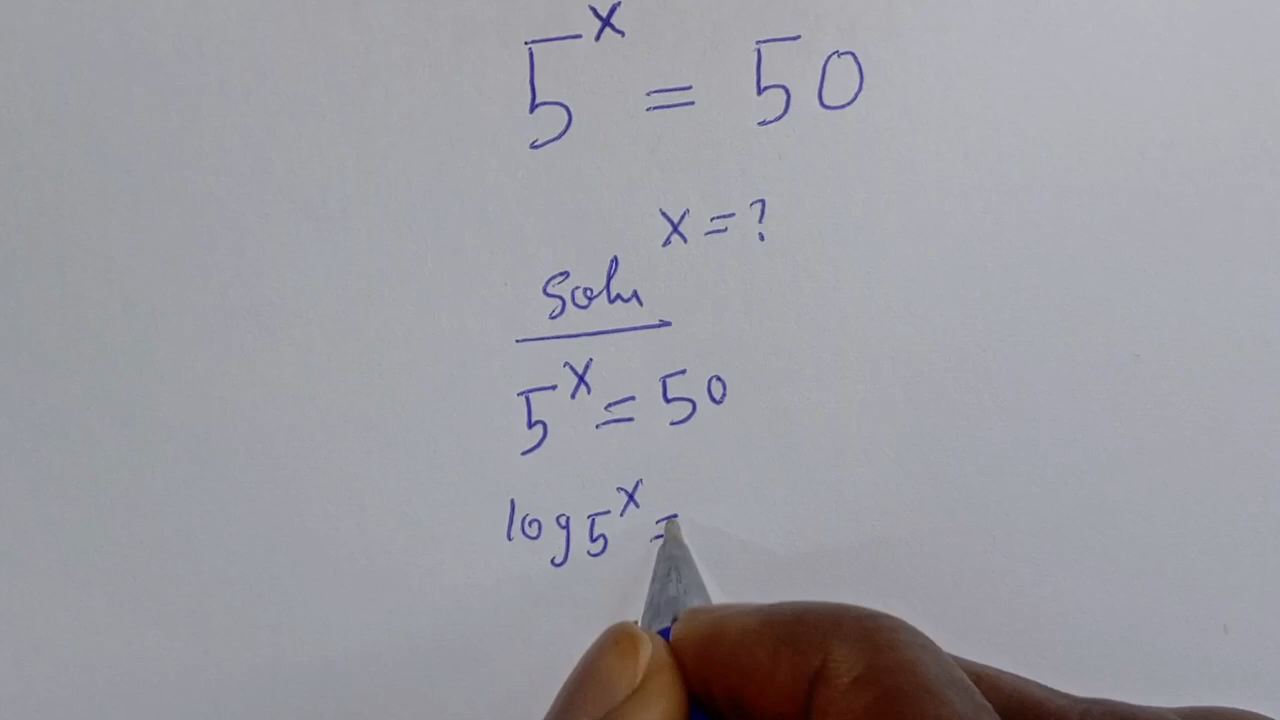 5^x = 50
x = ?
Soln
5^x = 50
log 5^x =